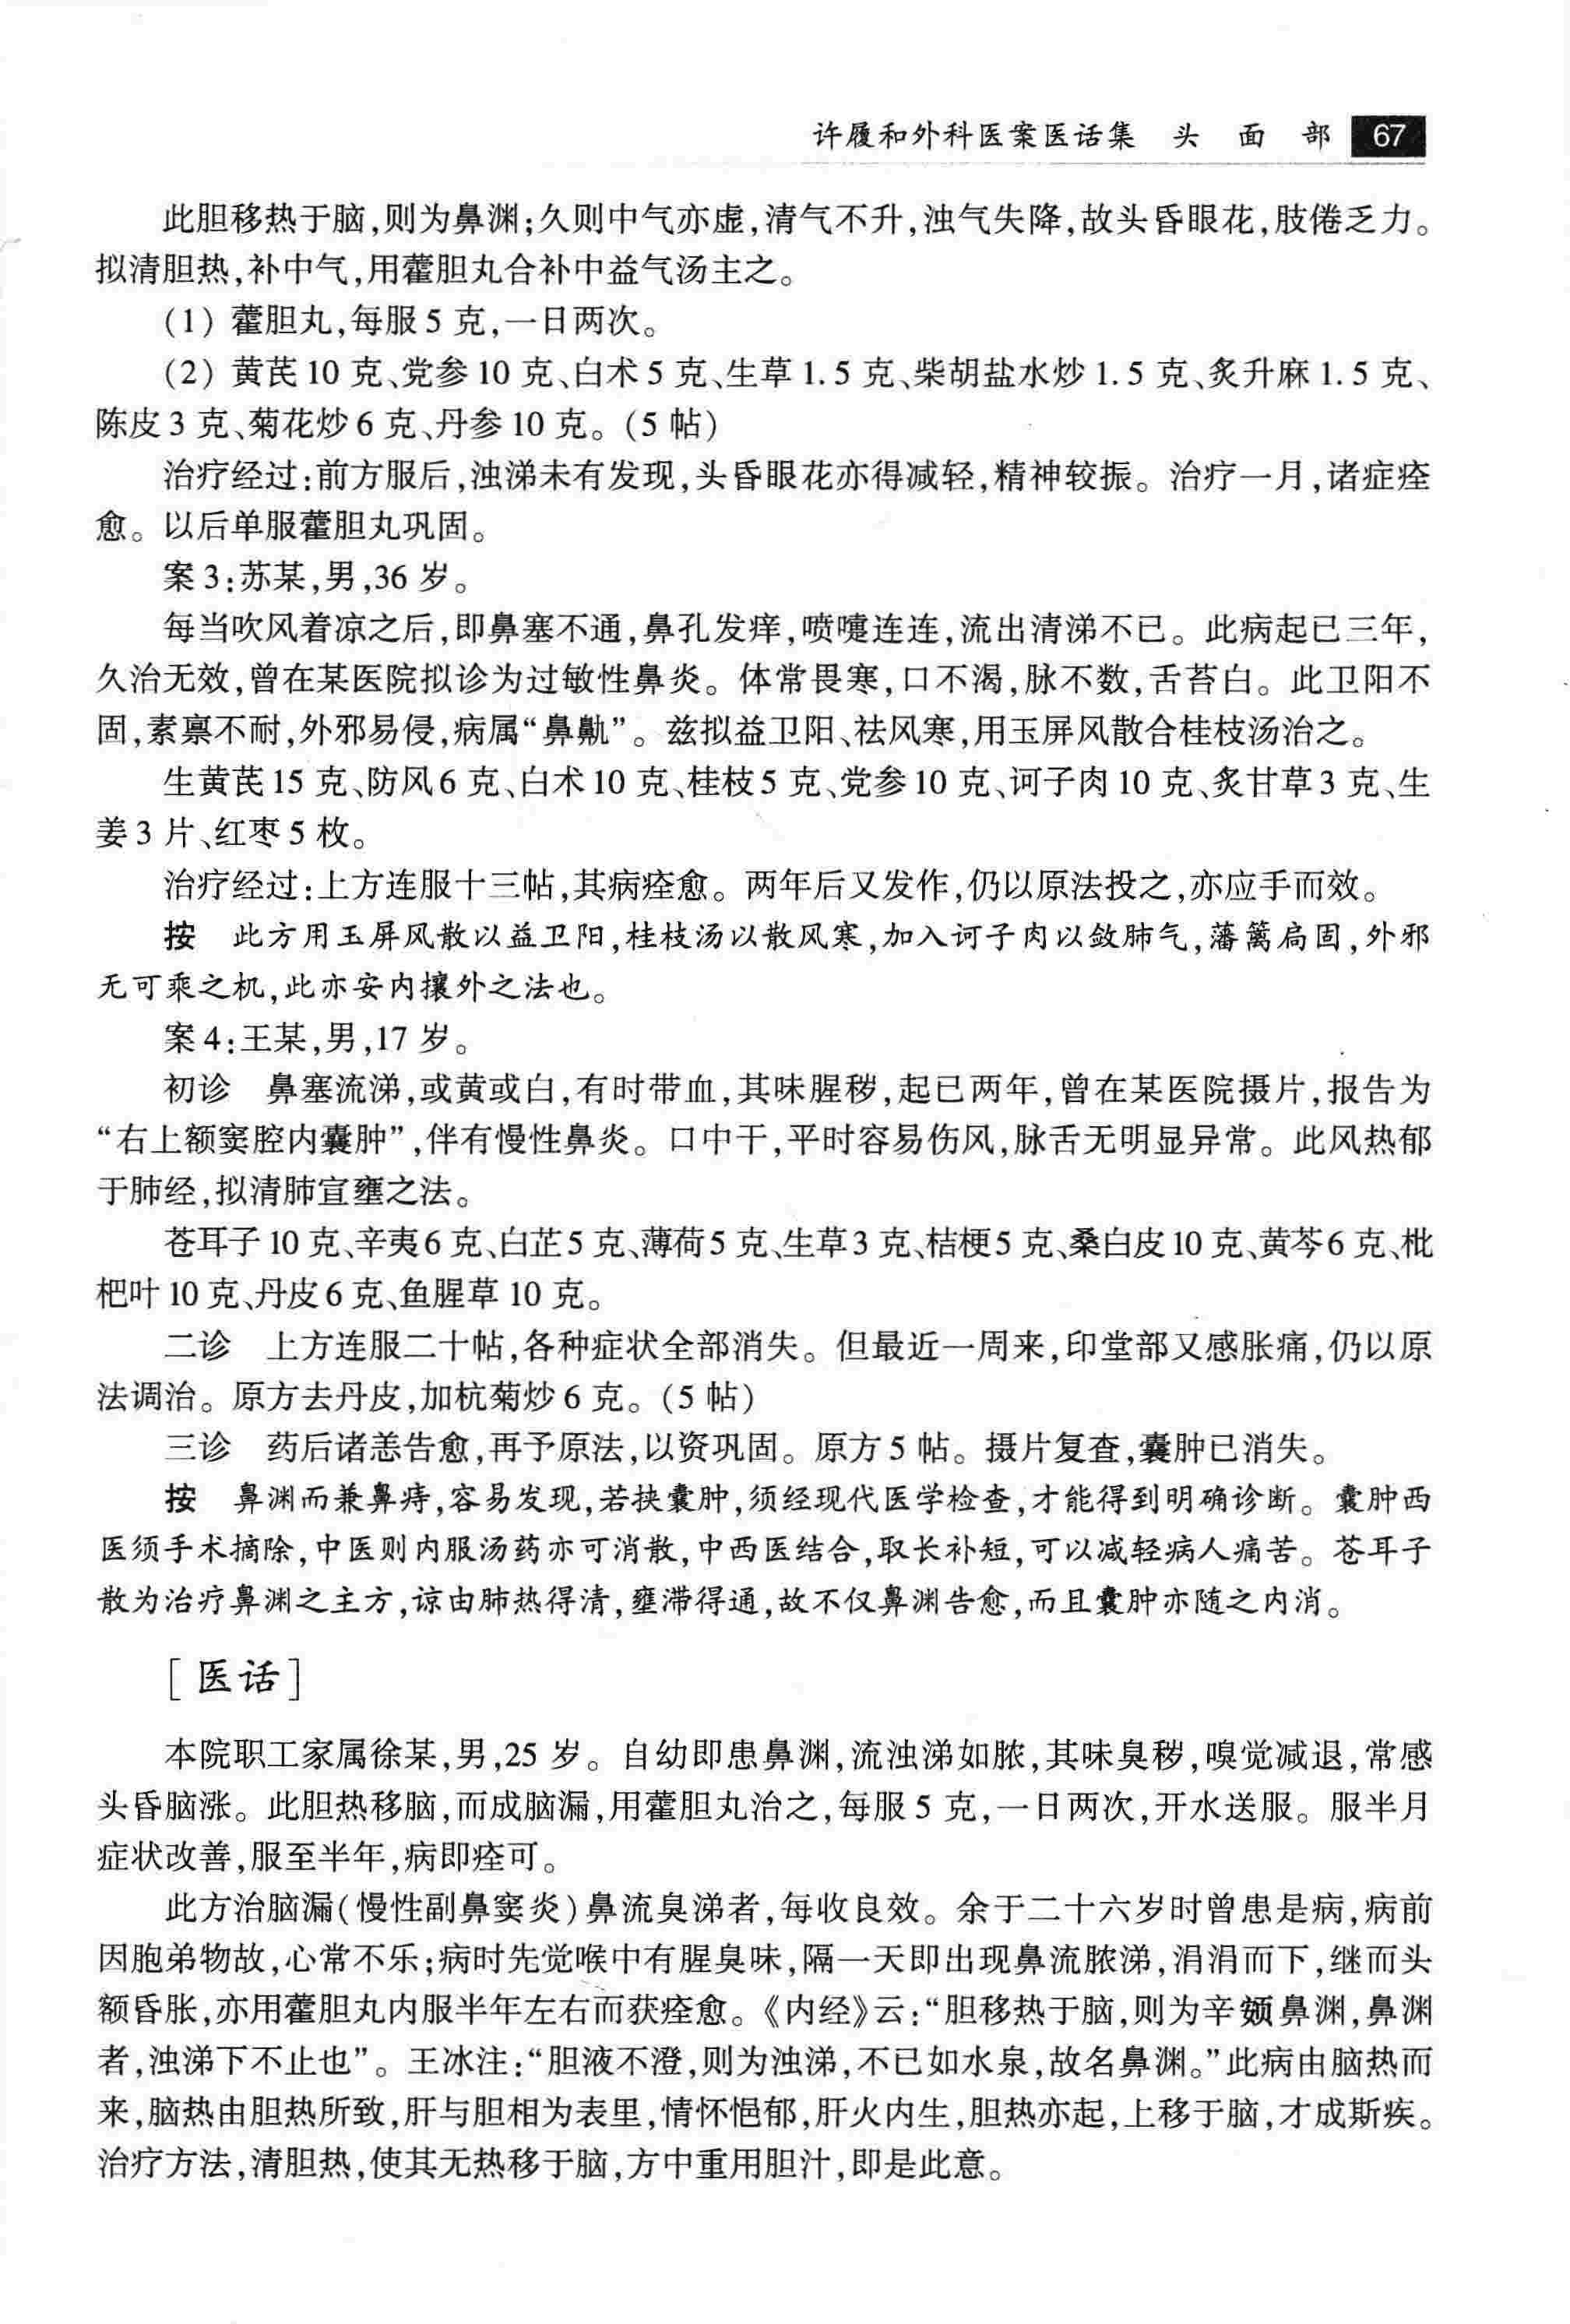 许履和外科医案医话集 头 面 部 67
此胆移热于脑,则为鼻渊;久则中气亦虚,清气不升,浊气失降,故头昏眼花,肢倦乏力。
拟清胆热,补中气,用藿胆丸合补中益气汤主之。
(1) 藿胆丸,每服 5 克,一日两次。
(2) 黄芪 10 克、党参 10 克、白术 5 克、生草 1.5 克、柴胡盐水炒 1.5 克、炙升麻 1.5 克、
陈皮 3 克、菊花炒 6 克、丹参 10 克。(5 帖)
治疗经过:前方服后,浊涕未有发现,头昏眼花亦得减轻,精神较振。治疗一月,诸症痊
愈。以后单服藿胆丸巩固。
案 3:苏某,男,36 岁。
每当吹风着凉之后,即鼻塞不通,鼻孔发痒,喷嚏连连,流出清涕不已。此病起已三年,
久治无效,曾在某医院拟诊为过敏性鼻炎。体常畏寒,口不渴,脉不数,舌苔白。此卫阳不
固,素禀不耐,外邪易侵,病属“鼻鼽”。兹拟益卫阳、祛风寒,用玉屏风散合桂枝汤治之。
生黄芪 15 克、防风 6 克、白术 10 克、桂枝 5 克、党参 10 克、诃子肉 10 克、炙甘草 3 克、生
姜 3 片、红枣 5 枚。
治疗经过:上方连服十三帖,其病痊愈。两年后又发作,仍以原法投之,亦应手而效。
按 此方用玉屏风散以益卫阳,桂枝汤以散风寒,加入诃子肉以敛肺气,藩篱扃固,外邪
无可乘之机,此亦安内攘外之法也。
案 4:王某,男,17 岁。
初诊 鼻塞流涕,或黄或白,有时带血,其味腥秽,起已两年,曾在某医院摄片,报告为
“右上额窦腔内囊肿”,伴有慢性鼻炎。口中干,平时容易伤风,脉舌无明显异常。此风热郁
于肺经,拟清肺宣壅之法。
苍耳子 10 克、辛夷 6 克、白芷 5 克、薄荷 5 克、生草 3 克、桔梗 5 克、桑白皮 10 克、黄芩 6 克、枇
杷叶 10 克、丹皮 6 克、鱼腥草 10 克。
二诊 上方连服二十帖,各种症状全部消失。但最近一周来,印堂部又感胀痛,仍以原
法调治。原方去丹皮,加杭菊炒 6 克。(5 帖)
三诊 药后诸恙告愈,再予原法,以资巩固。原方 5 帖。摄片复查,囊肿已消失。
按 鼻渊而兼鼻痔,容易发现,若挟囊肿,须经现代医学检查,才能得到明确诊断。囊肿西
医须手术摘除,中医则内服汤药亦可消散,中西医结合,取长补短,可以减轻病人痛苦。苍耳子
散为治疗鼻渊之主方,谅由肺热得清,壅滞得通,故不仅鼻渊告愈,而且囊肿亦随之内消。
[医话]
本院职工家属徐某,男,25 岁。自幼即患鼻渊,流浊涕如脓,其味臭秽,嗅觉减退,常感
头昏脑涨。此胆热移脑,而成脑漏,用藿胆丸治之,每服 5 克,一日两次,开水送服。服半月
症状改善,服至半年,病即痊可。
此方治脑漏(慢性副鼻窦炎)鼻流臭涕者,每收良效。余于二十六岁时曾患是病,病前
因胞弟物故,心常不乐;病时先觉喉中有腥臭味,隔一天即出现鼻流脓涕,涓涓而下,继而头
额昏胀,亦用藿胆丸内服半年左右而获痊愈。《内经》云:“胆移热于脑,则为辛頞鼻渊,鼻渊
者,浊涕下不止也”。王冰注:“胆液不澄,则为浊涕,不已如水泉,故名鼻渊。”此病由脑热而
来,脑热由胆热所致,肝与胆相为表里,情怀悒郁,肝火内生,胆热亦起,上移于脑,才成斯疾。
治疗方法,清胆热,使其无热移于脑,方中重用胆汁,即是此意。